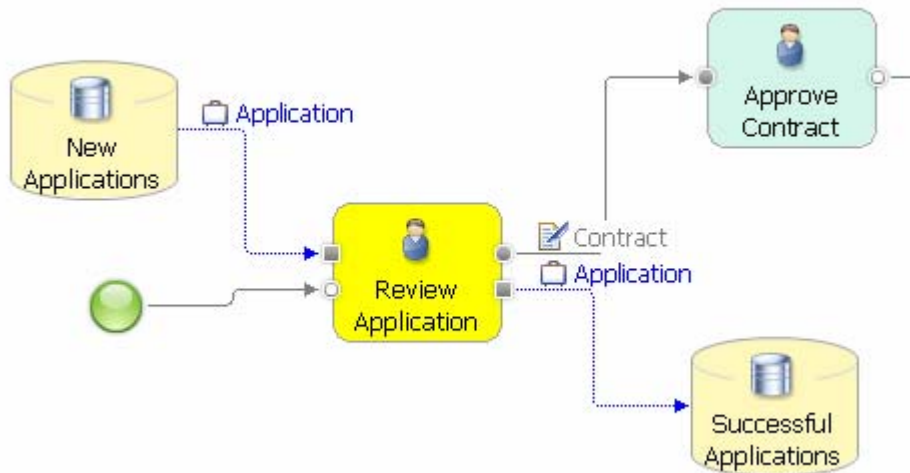 Approve
Contract
Application
New
Applications
Contract
Application
Review
Application
Successful
Applications